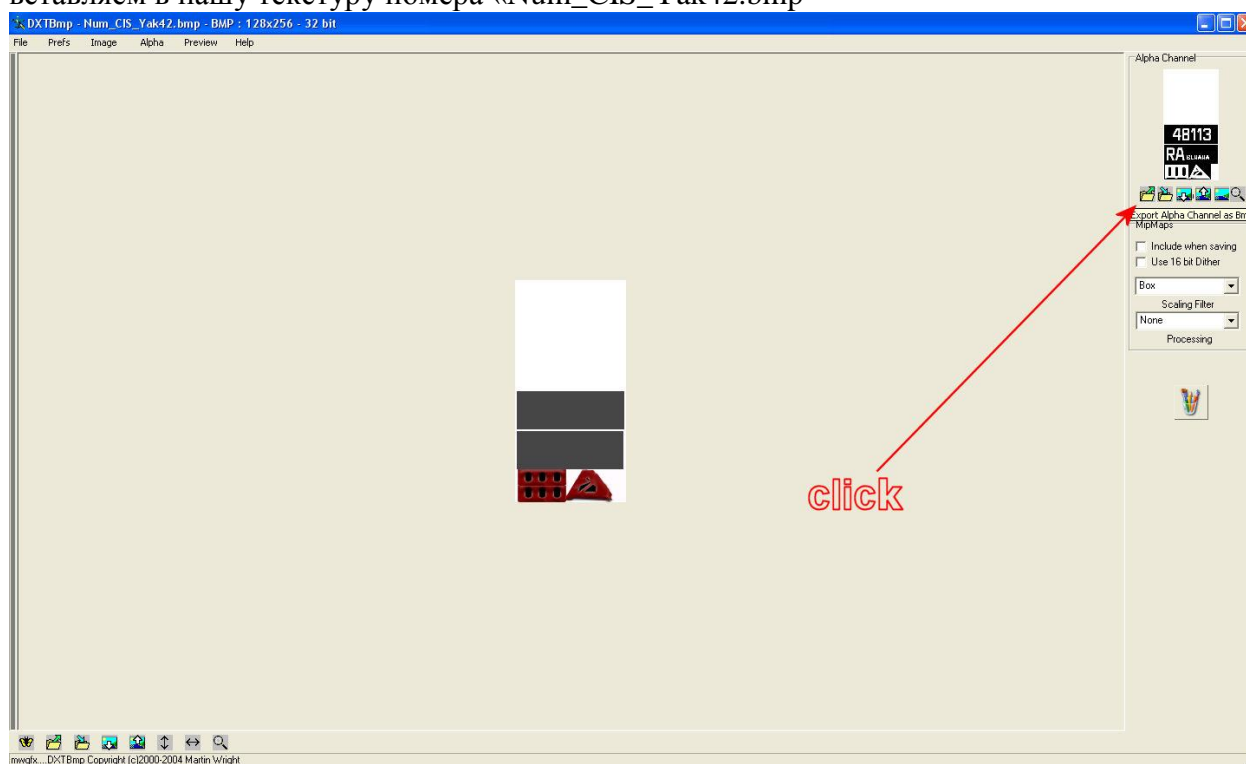 вставляем в нашу текстуру номера «Num_CIS_Yak42.bmp
DXTBmp - Num_CIS_Yak42.bmp - BMP : 128x256 - 32 bit
File Prefs Image Alpha Preview Help
Alpha Channel
48113
RA
Export Alpha Channel as Bm
MipMaps
Include when saving
Use 16 bit Dither
Box
Scaling Filter
None
Processing
click
mwgfx....DXTBmp Copyright (c)2000-2004 Martin Wright